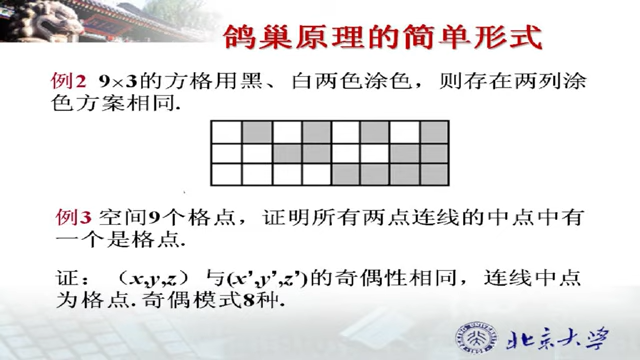 鸽巢原理的简单形式
例2 9×3的方格用黑、白两色涂色，则存在两列涂
色方案相同.
例3 空间9个格点，证明所有两点连线的中点中有
一个是格点.
证：（x,y,z）与(x’,y’,z’)的奇偶性相同，连线中点
为格点.奇偶模式8种.
北京大学